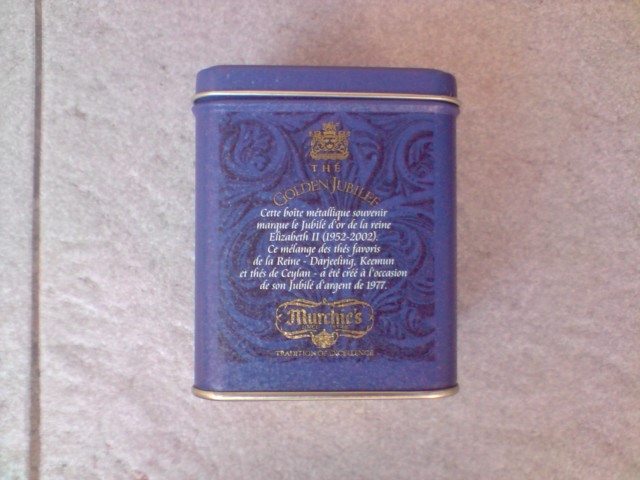 THÉ
GOLDEN JUBILEE
Cette boîte métallique souvenir
marque le Jubilé d'or de la reine
Elizabeth II (1952-2002).
Ce mélange des thés favoris
de la Reine - Darjeeling, Keemun
et thés de Ceylan - a été créé à l'occasion
de son Jubilé d'argent de 1977.
Murchie's
TRADITION OF EXCELLENCE